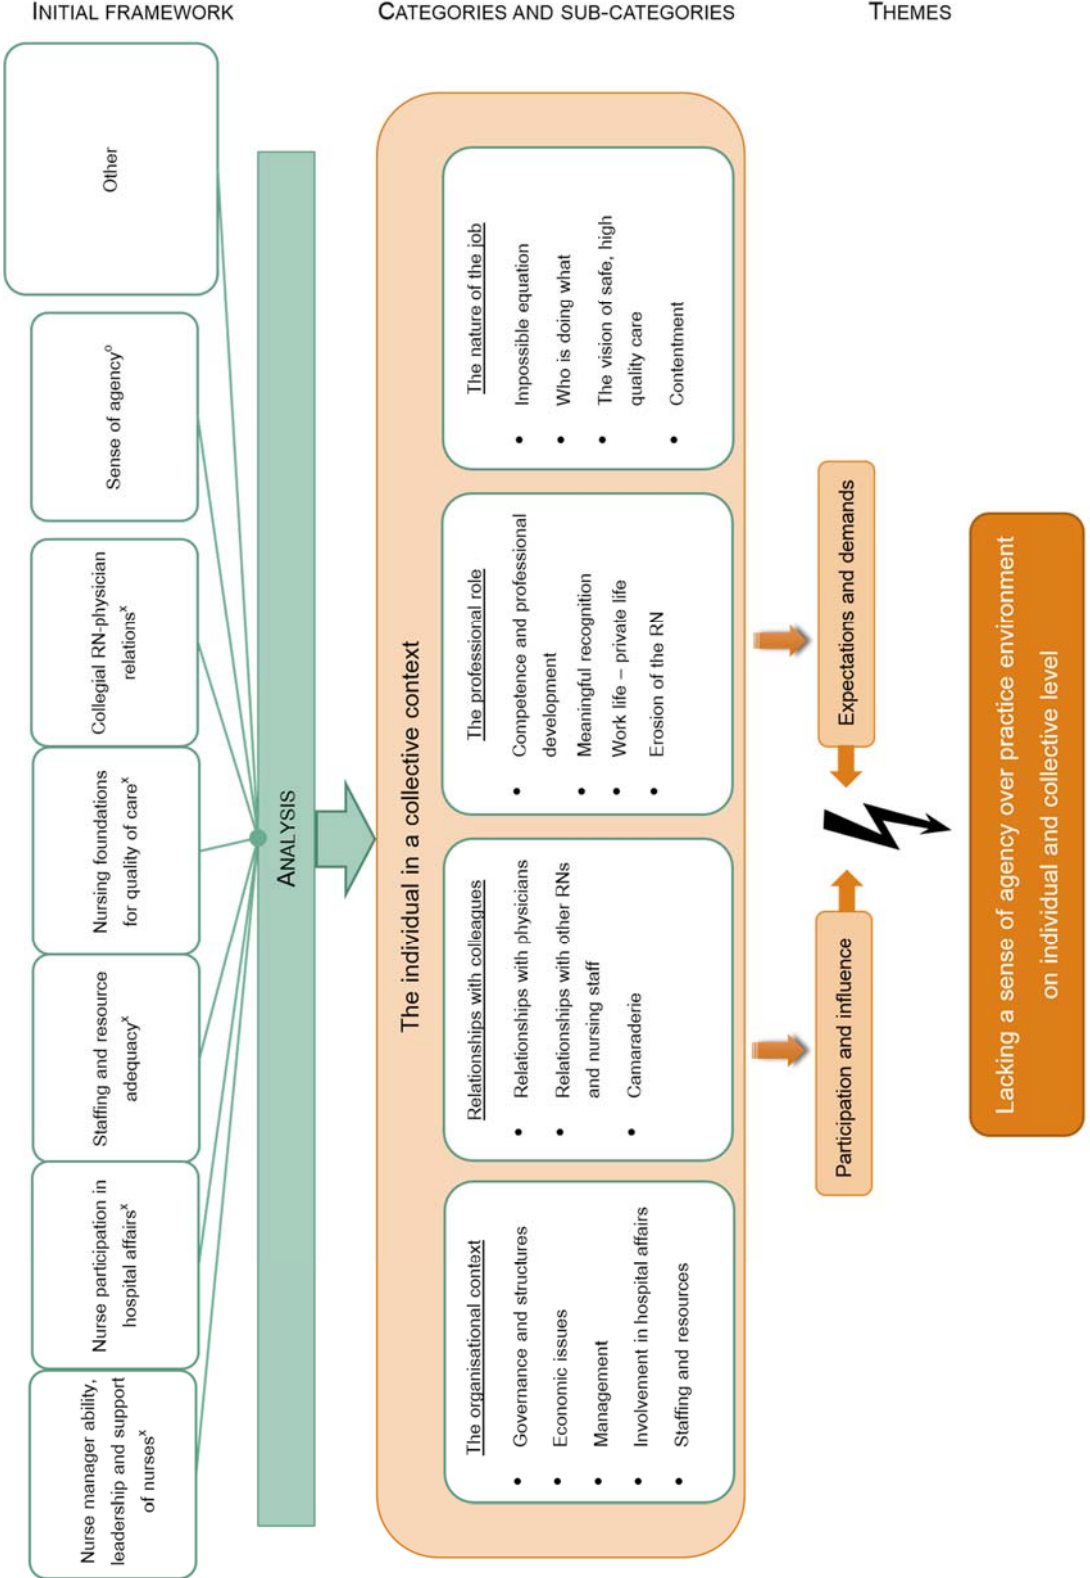 INITIAL FRAMEWORK
CATEGORIES AND SUB-CATEGORIES
THEMES
Nurse manager ability,
leadership and support
of nursesˣ
Nurse participation in
hospital affairsˣ
Staffing and resource
adequacyˣ
Nursing foundations
for quality of careˣ
Collegial RN-physician
relationsˣ
Sense of agencyº
Other
ANALYSIS
The individual in a collective context
The organisational context
• Governance and structures
• Economic issues
• Management
• Involvement in hospital affairs
• Staffing and resources
Relationships with colleagues
• Relationships with physicians
• Relationships with other RNs
and nursing staff
• Camaraderie
The professional role
• Competence and professional
development
• Meaningful recognition
• Work life – private life
• Erosion of the RN
The nature of the job
• Impossible equation
• Who is doing what
• The vision of safe, high
quality care
• Contentment
Participation and influence
Expectations and demands
Lacking a sense of agency over practice environment
on individual and collective level